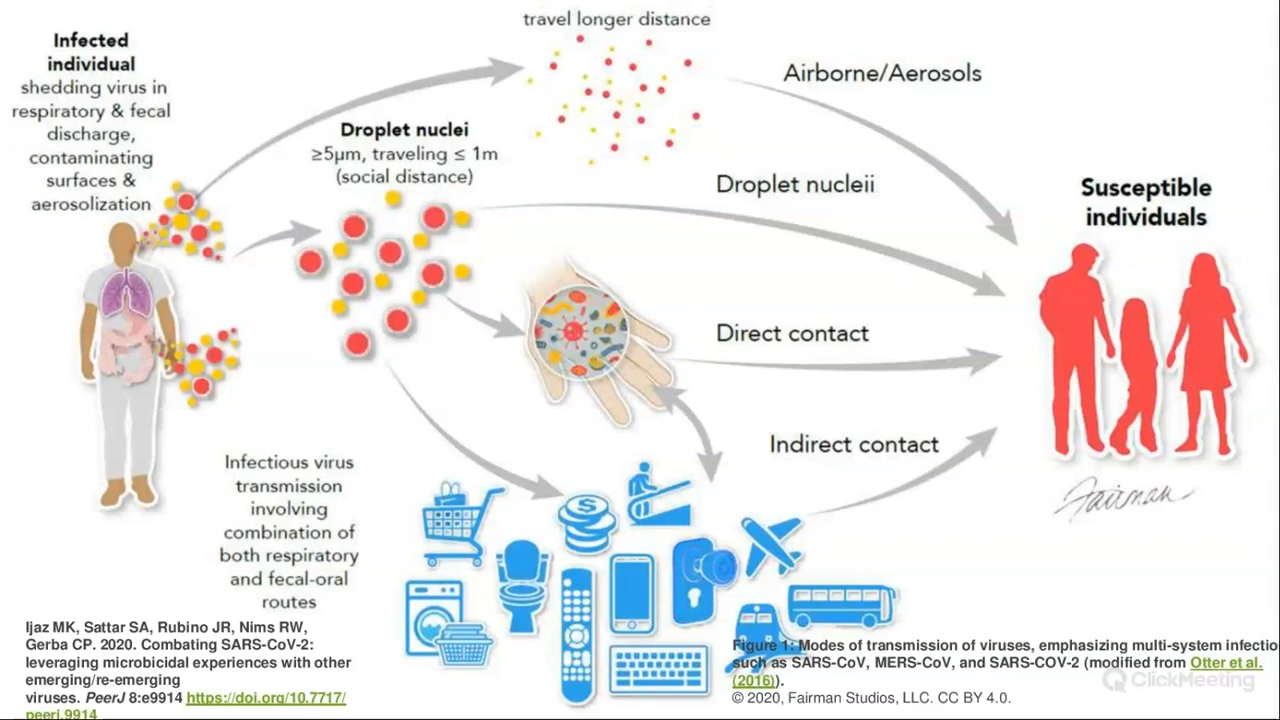 travel longer distance
Infected
individual
shedding virus in
respiratory & fecal
discharge,
contaminating
surfaces &
aerosolization
Airborne/Aerosols
Droplet nuclei
≥5µm, traveling ≤ 1m
(social distance)
Droplet nucleii
Susceptible
individuals
Direct contact
Indirect contact
Fairman
Infectious virus
transmission
involving
combination of
both respiratory
and fecal-oral
routes
$
Ijaz MK, Sattar SA, Rubino JR, Nims RW,
Gerba CP. 2020. Combating SARS-CoV-2:
leveraging microbicidal experiences with other
emerging/re-emerging
viruses. PeerJ 8:e9914 https://doi.org/10.7717/
peerj.9914
Figure 1: Modes of transmission of viruses, emphasizing multi-system infectio
such as SARS-CoV, MERS-CoV, and SARS-COV-2 (modified from Otter et al.
(2016)).
© 2020, Fairman Studios, LLC. CC BY 4.0.
ClickMeeting